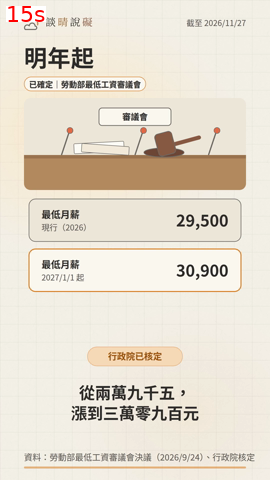 15s
談晴說礙
截至 2026/11/27
明年起
已確定｜勞動部最低工資審議會
審議會
最低月薪
現行（2026）
29,500
最低月薪
2027/1/1 起
30,900
行政院已核定
從兩萬九千五，
漲到三萬零九百元
資料：勞動部最低工資審議會決議（2026/9/24）、行政院核定